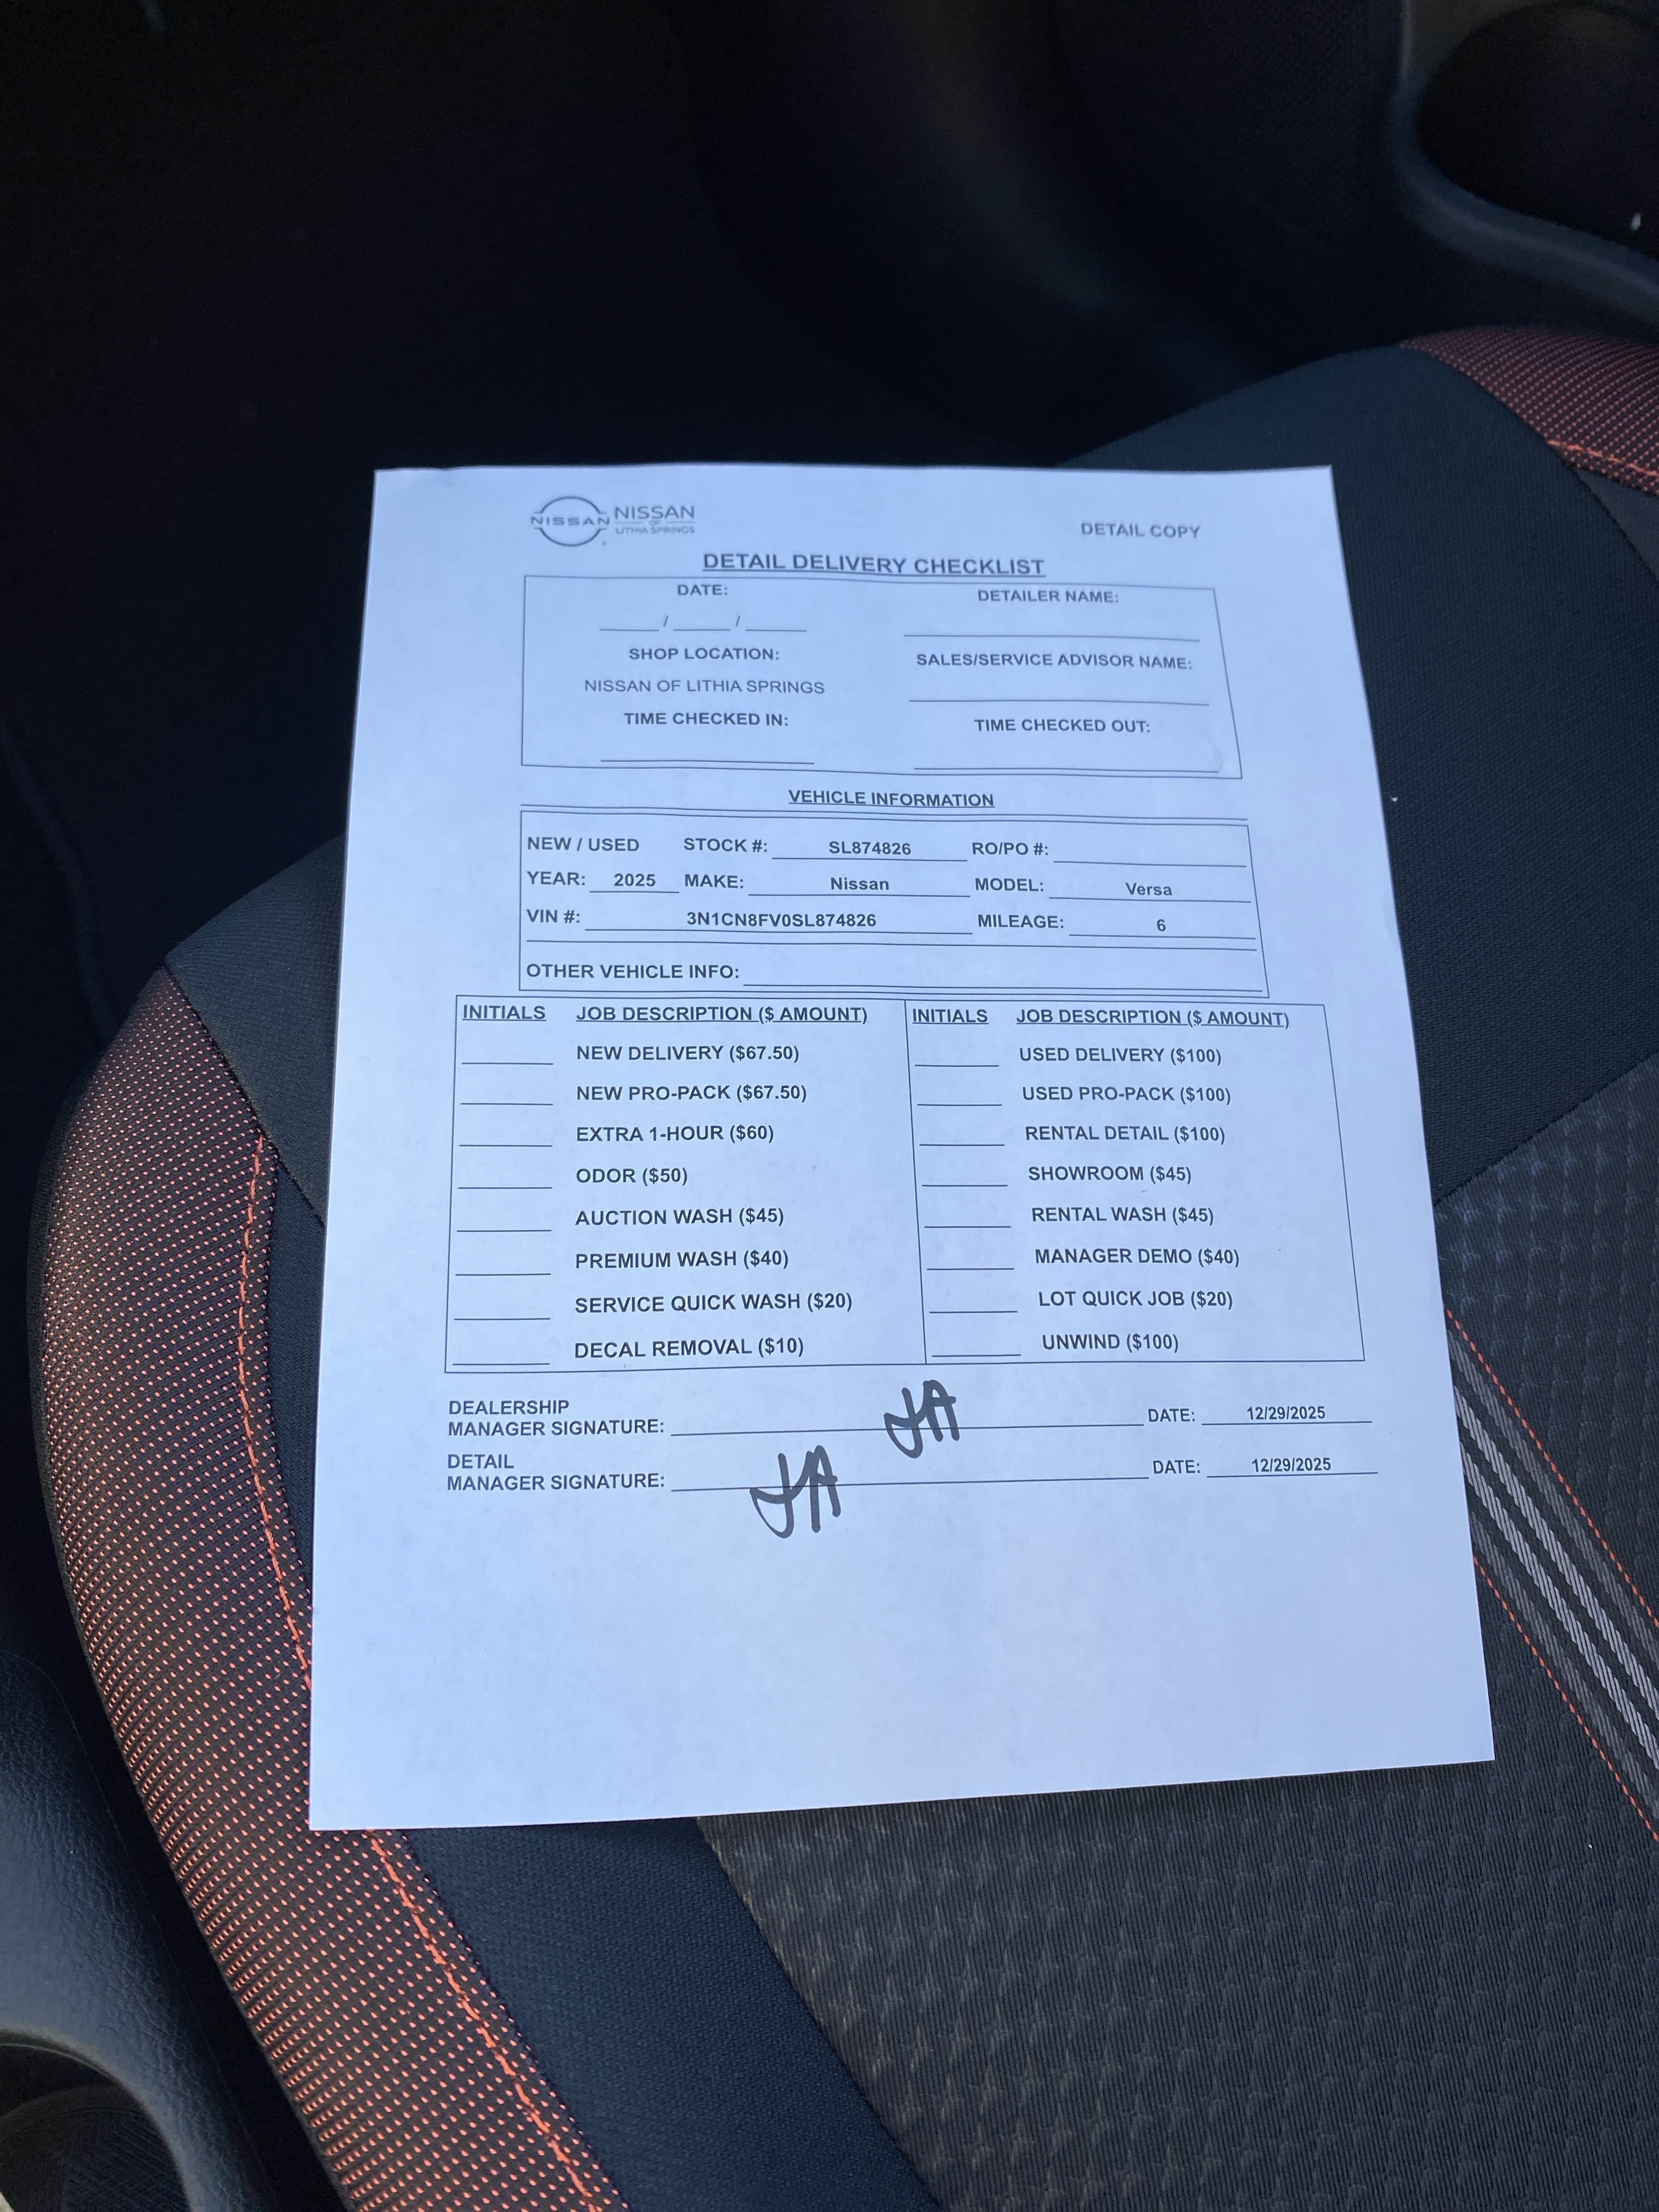 NISSAN NISSAN
OF
LITHIA SPRINGS
DETAIL COPY
DETAIL DELIVERY CHECKLIST
DATE: DETAILER NAME:
____ / ____ / ____ ____
SHOP LOCATION: SALES/SERVICE ADVISOR NAME:
NISSAN OF LITHIA SPRINGS ____
TIME CHECKED IN: TIME CHECKED OUT:
VEHICLE INFORMATION
NEW / USED STOCK #: SL874826 RO/PO #:
YEAR: 2025 MAKE: Nissan MODEL: Versa
VIN #: 3N1CN8FV0SL874826 MILEAGE: 6
OTHER VEHICLE INFO:
INITIALS JOB DESCRIPTION ($ AMOUNT) INITIALS JOB DESCRIPTION ($ AMOUNT)
NEW DELIVERY ($67.50) USED DELIVERY ($100)
NEW PRO-PACK ($67.50) USED PRO-PACK ($100)
EXTRA 1-HOUR ($60) RENTAL DETAIL ($100)
ODOR ($50) SHOWROOM ($45)
AUCTION WASH ($45) RENTAL WASH ($45)
PREMIUM WASH ($40) MANAGER DEMO ($40)
SERVICE QUICK WASH ($20) LOT QUICK JOB ($20)
DECAL REMOVAL ($10) UNWIND ($100)
DEALERSHIP
MANAGER SIGNATURE: JA DATE: 12/29/2025
DETAIL
MANAGER SIGNATURE: JA DATE: 12/29/2025